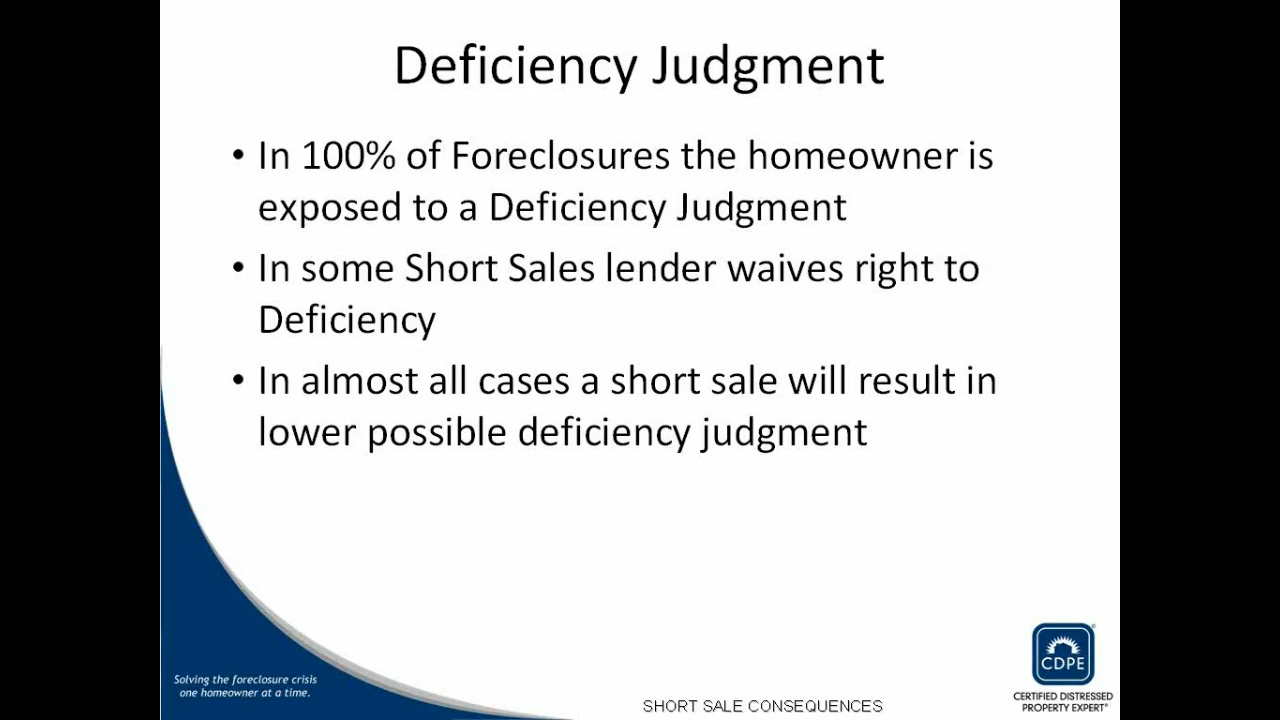 Deficiency Judgment
• In 100% of Foreclosures the homeowner is
exposed to a Deficiency Judgment
• In some Short Sales lender waives right to
Deficiency
• In almost all cases a short sale will result in
lower possible deficiency judgment
Solving the foreclosure crisis
one homeowner at a time.
SHORT SALE CONSEQUENCES
CDPE®
CERTIFIED DISTRESSED
PROPERTY EXPERT®